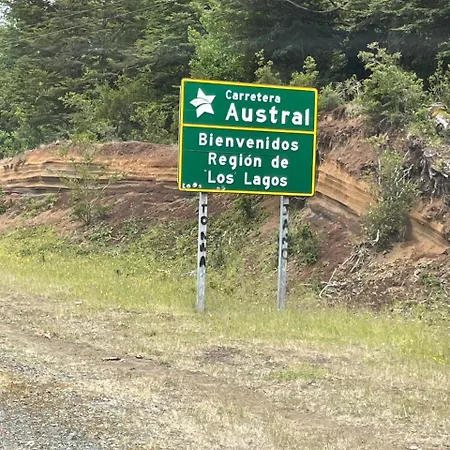 Carretera
Austral
Bienvenidos
Región de
Los Lagos